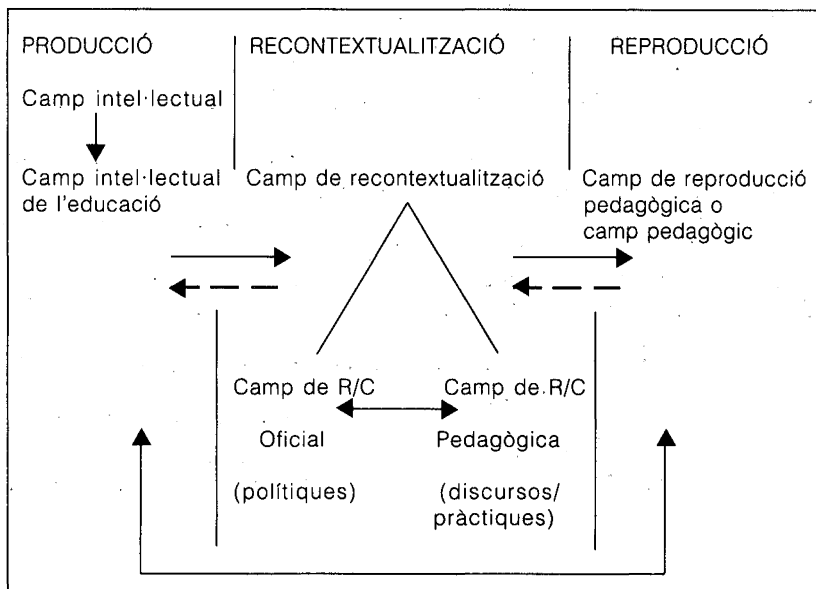 PRODUCCIÓ
RECONTEXTUALITZACIÓ
REPRODUCCIÓ
Camp intel·lectual
Camp intel·lectual
de l'educació
Camp de recontextualització
Camp de reproducció
pedagògica o
camp pedagògic
Camp de R/C
Camp de R/C
Oficial
Pedagògica
(polítiques)
(discursos/
pràctiques)